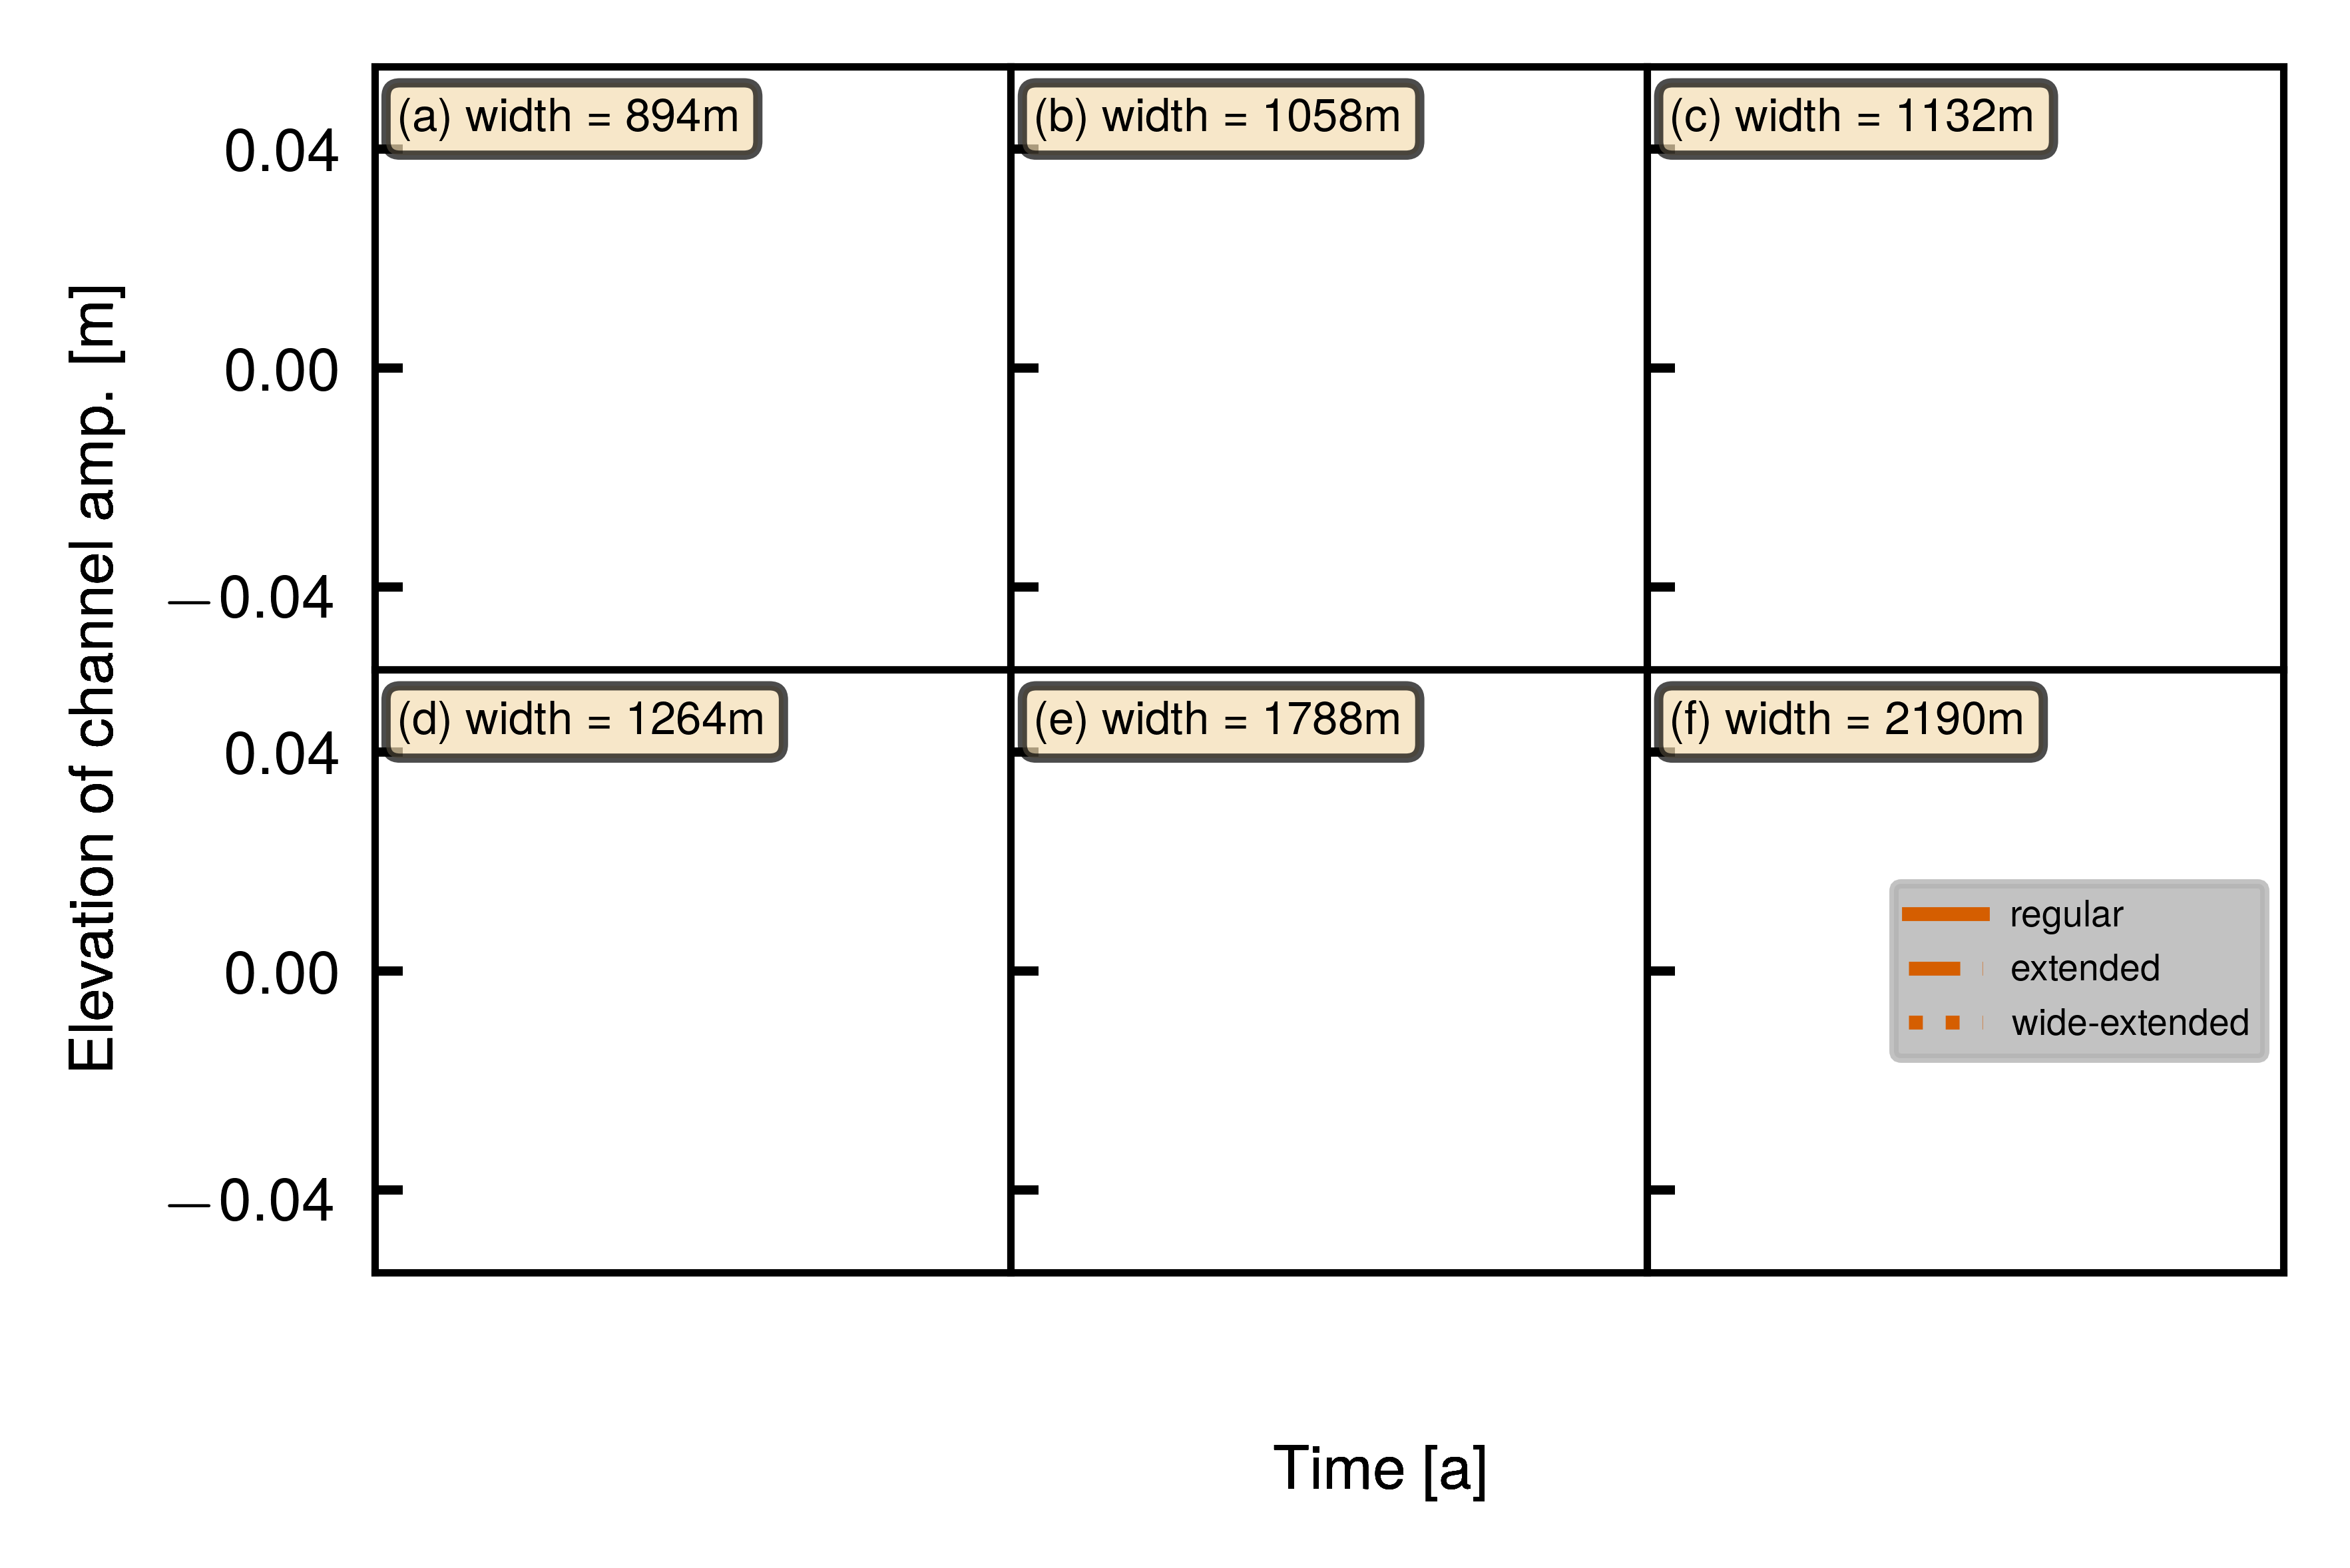 Elevation of channel amp. [m]
(a) width = 894m
(b) width = 1058m
(c) width = 1132m
0.04
0.00
−0.04
(d) width = 1264m
(e) width = 1788m
(f) width = 2190m
0.04
0.00
−0.04
regular
extended
wide-extended
Time [a]